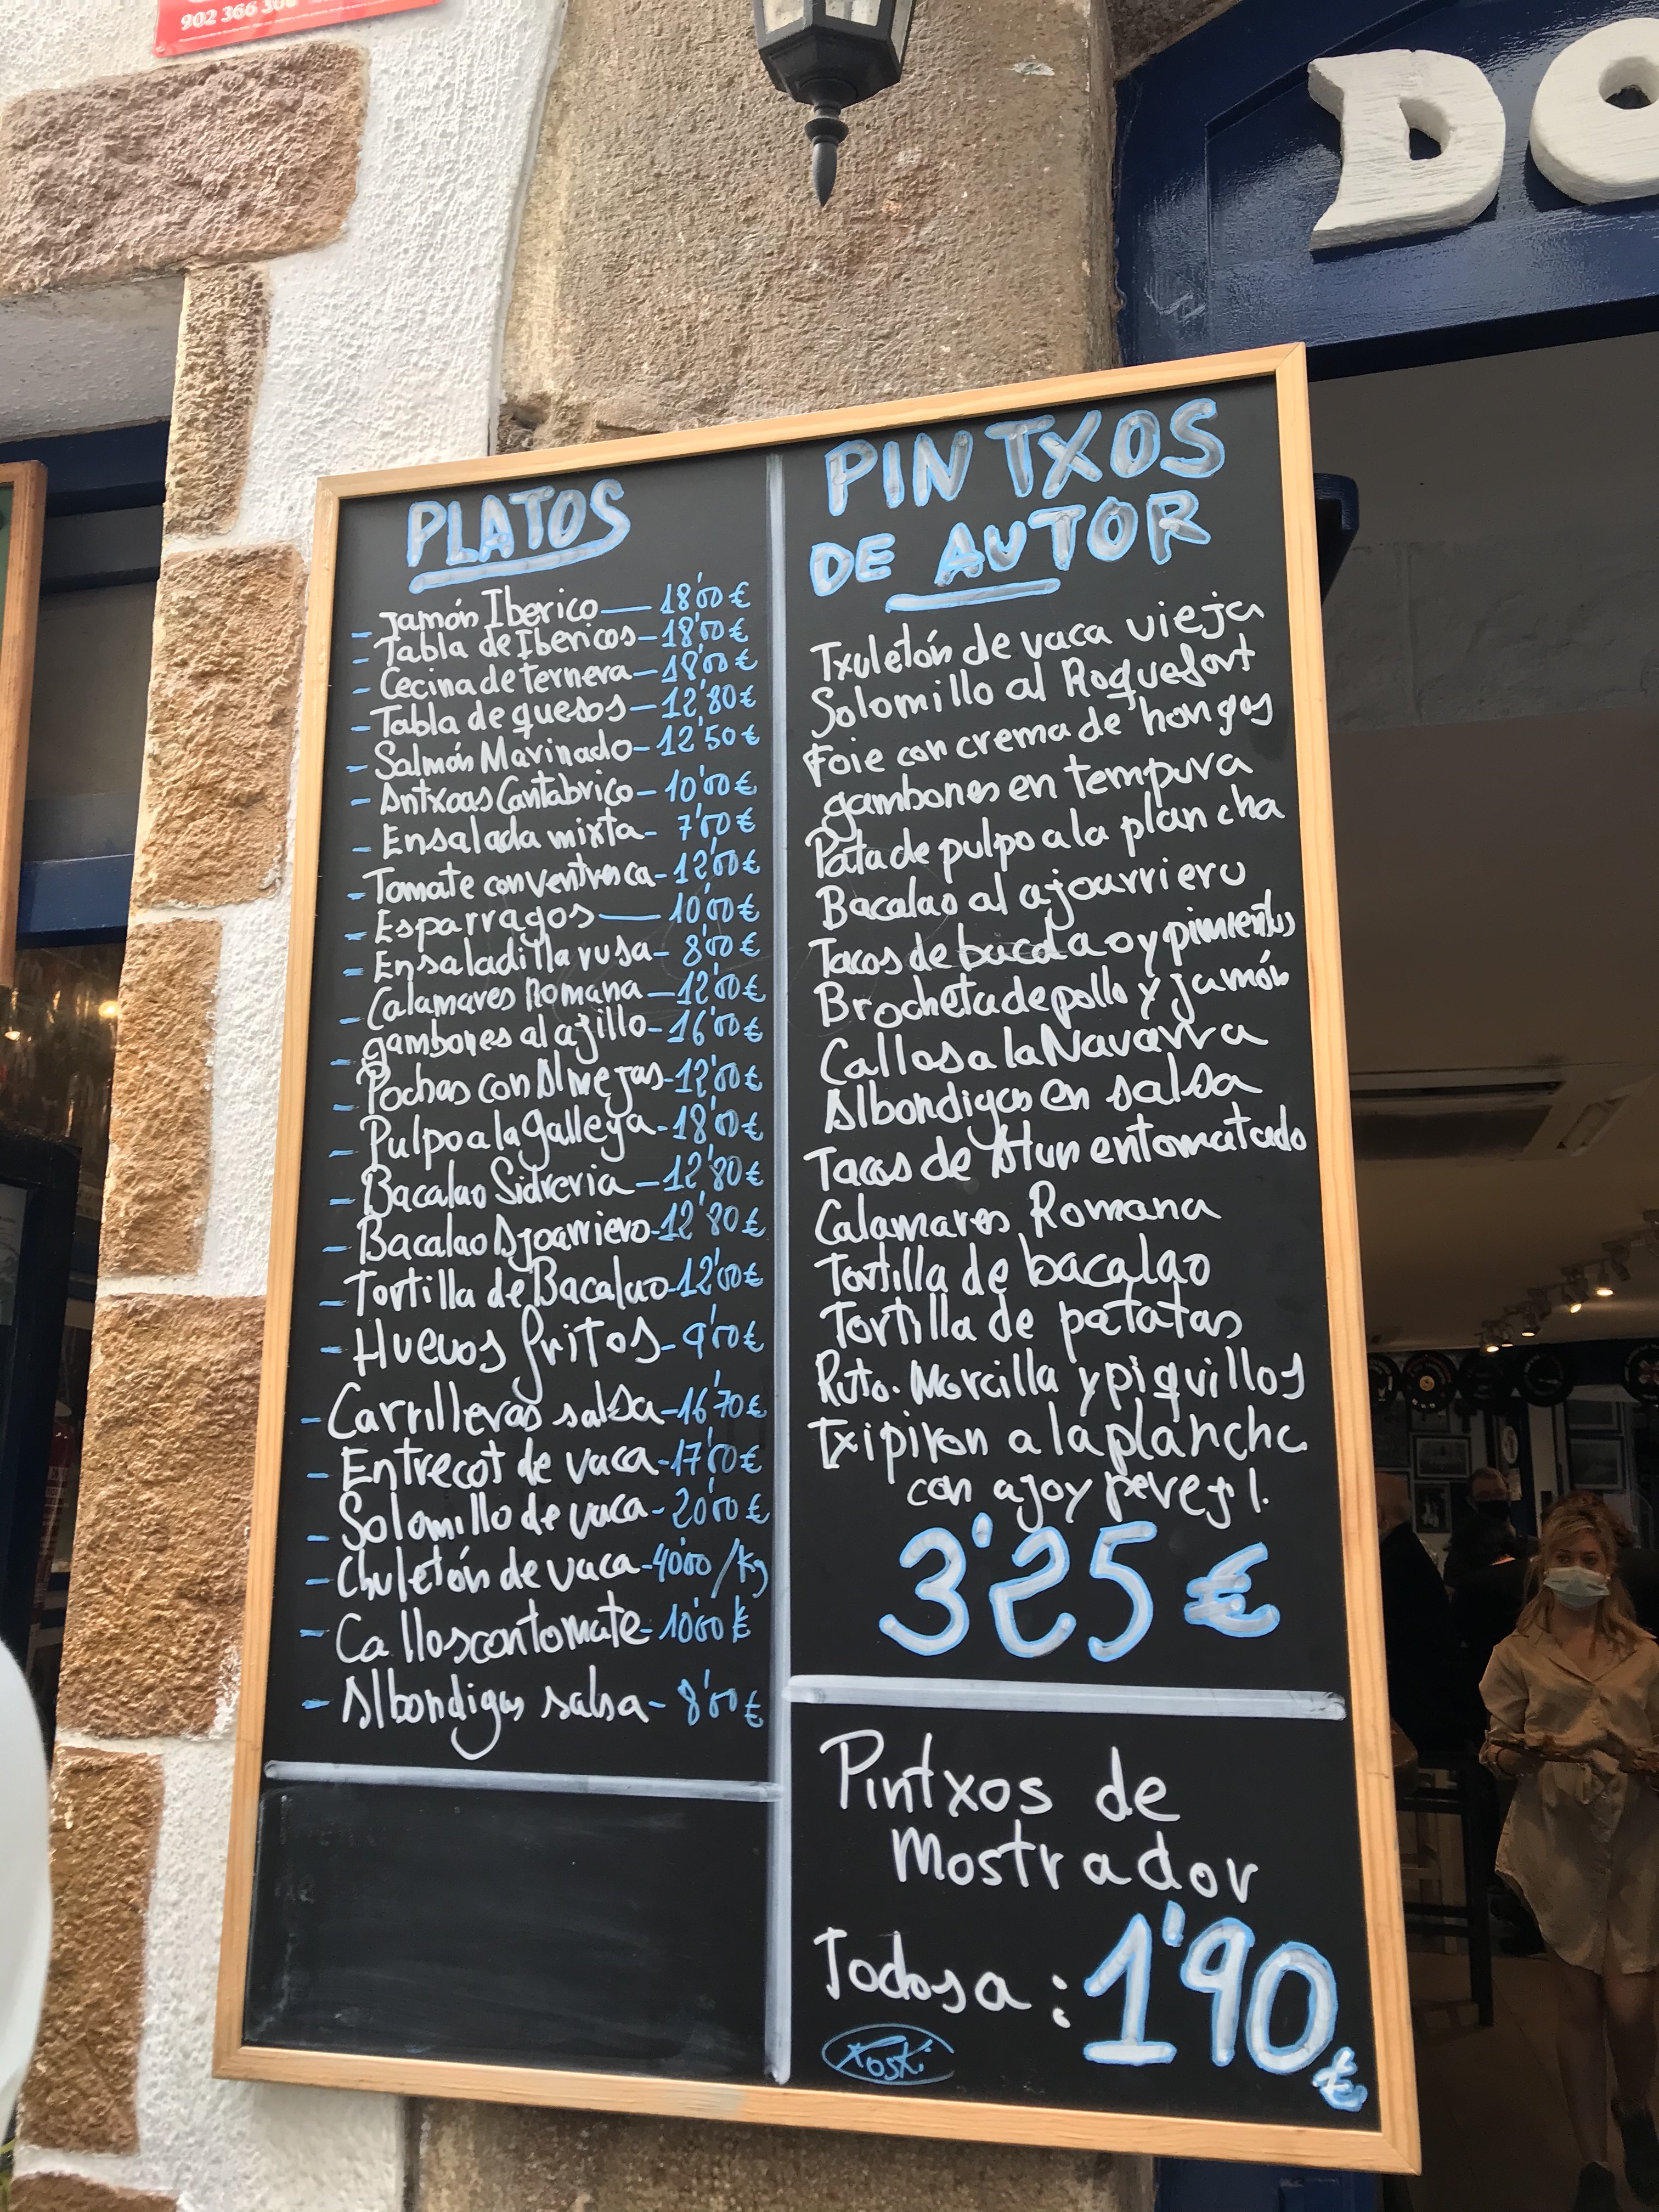 902 366 30
DO
PLATOS
- Jamón Iberico — 18'00 €
- Tabla de Ibericos - 18'00 €
- Cecina de ternera - 18'00 €
- Tabla de quesos - 12'80 €
- Salmón Marinado - 12'50 €
- Antxoas Cantabrico - 10'00 €
- Ensalada mixta - 7'00 €
- Tomate con ventresca - 12'00 €
- Esparragos — 10'00 €
- Ensaladilla rusa - 8'00 €
- Calamares Romana - 12'00 €
- gambones al ajillo - 16'00 €
- Pochas con Almejas - 12'00 €
- Pulpo a la gallega - 18'00 €
- Bacalao Sidreria - 12'80 €
- Bacalao Ajoarriero - 12'80 €
- Tortilla de Bacalao - 12'00 €
- Huevos fritos - 9'00 €
- Carrilleras salsa - 16'70 €
- Entrecot de vaca - 17'00 €
- Solomillo de vaca - 20'00 €
- Chuletón de vaca - 40'00 /kg
- Callos con tomate - 10'00 €
- Albondigas salsa - 8'00 €
PINTXOS
DE AUTOR
Txuletón de vaca vieja
Solomillo al Roquefort
Foie con crema de hongos
gambones en tempura
Pata de pulpo a la plancha
Bacalao al ajoarriero
Tacos de bacalao y pimientos
Brocheta de pollo y jamón
Callos a la Navarra
Albondigas en salsa
Tacos de Atun entomatado
Calamares Romana
Tortilla de bacalao
Tortilla de patatas
Rvto. Morcilla y piquillos
Txipiron a la plancha
con ajo y peregil.
3'25 €
Pintxos de
Mostrador
Todos a : 1'90 €
Koski